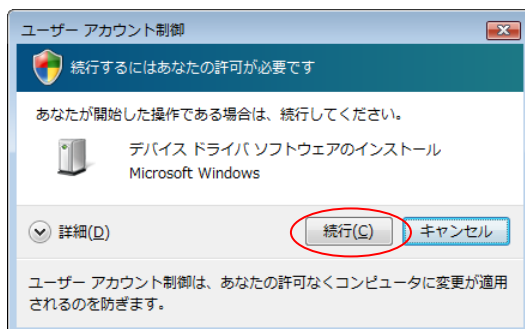 ユーザー アカウント制御
続行するにはあなたの許可が必要です
あなたが開始した操作である場合は、続行してください。
デバイス ドライバ ソフトウェアのインストール
Microsoft Windows
詳細(D)
続行(C)
キャンセル
ユーザー アカウント制御は、あなたの許可なくコンピュータに変更が適用
されるのを防ぎます。